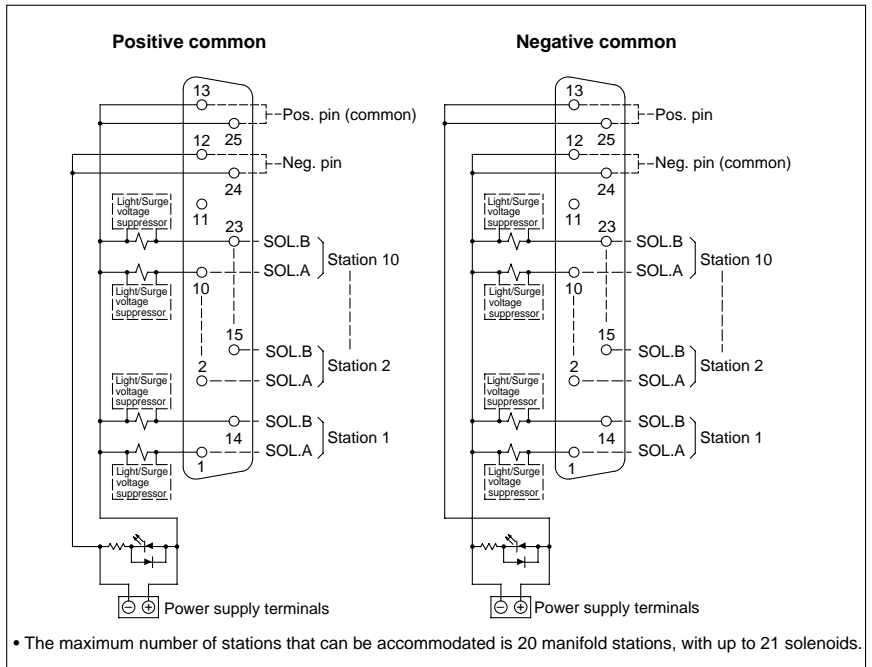 Positive common
13
Pos. pin (common)
12
25
Neg. pin
24
Light/Surge
voltage
suppressor
11
23
SOL.B
Station 10
SOL.A
Light/Surge
voltage
suppressor
10
15
SOL.B
Station 2
2
SOL.A
Light/Surge
voltage
suppressor
SOL.B
Station 1
14
SOL.A
1
Light/Surge
voltage
suppressor
Power supply terminals
Negative common
13
Pos. pin
12
25
Neg. pin (common)
24
Light/Surge
voltage
suppressor
11
23
SOL.B
Station 10
SOL.A
Light/Surge
voltage
suppressor
10
15
SOL.B
Station 2
2
SOL.A
Light/Surge
voltage
suppressor
SOL.B
Station 1
14
SOL.A
1
Light/Surge
voltage
suppressor
Power supply terminals
• The maximum number of stations that can be accommodated is 20 manifold stations, with up to 21 solenoids.